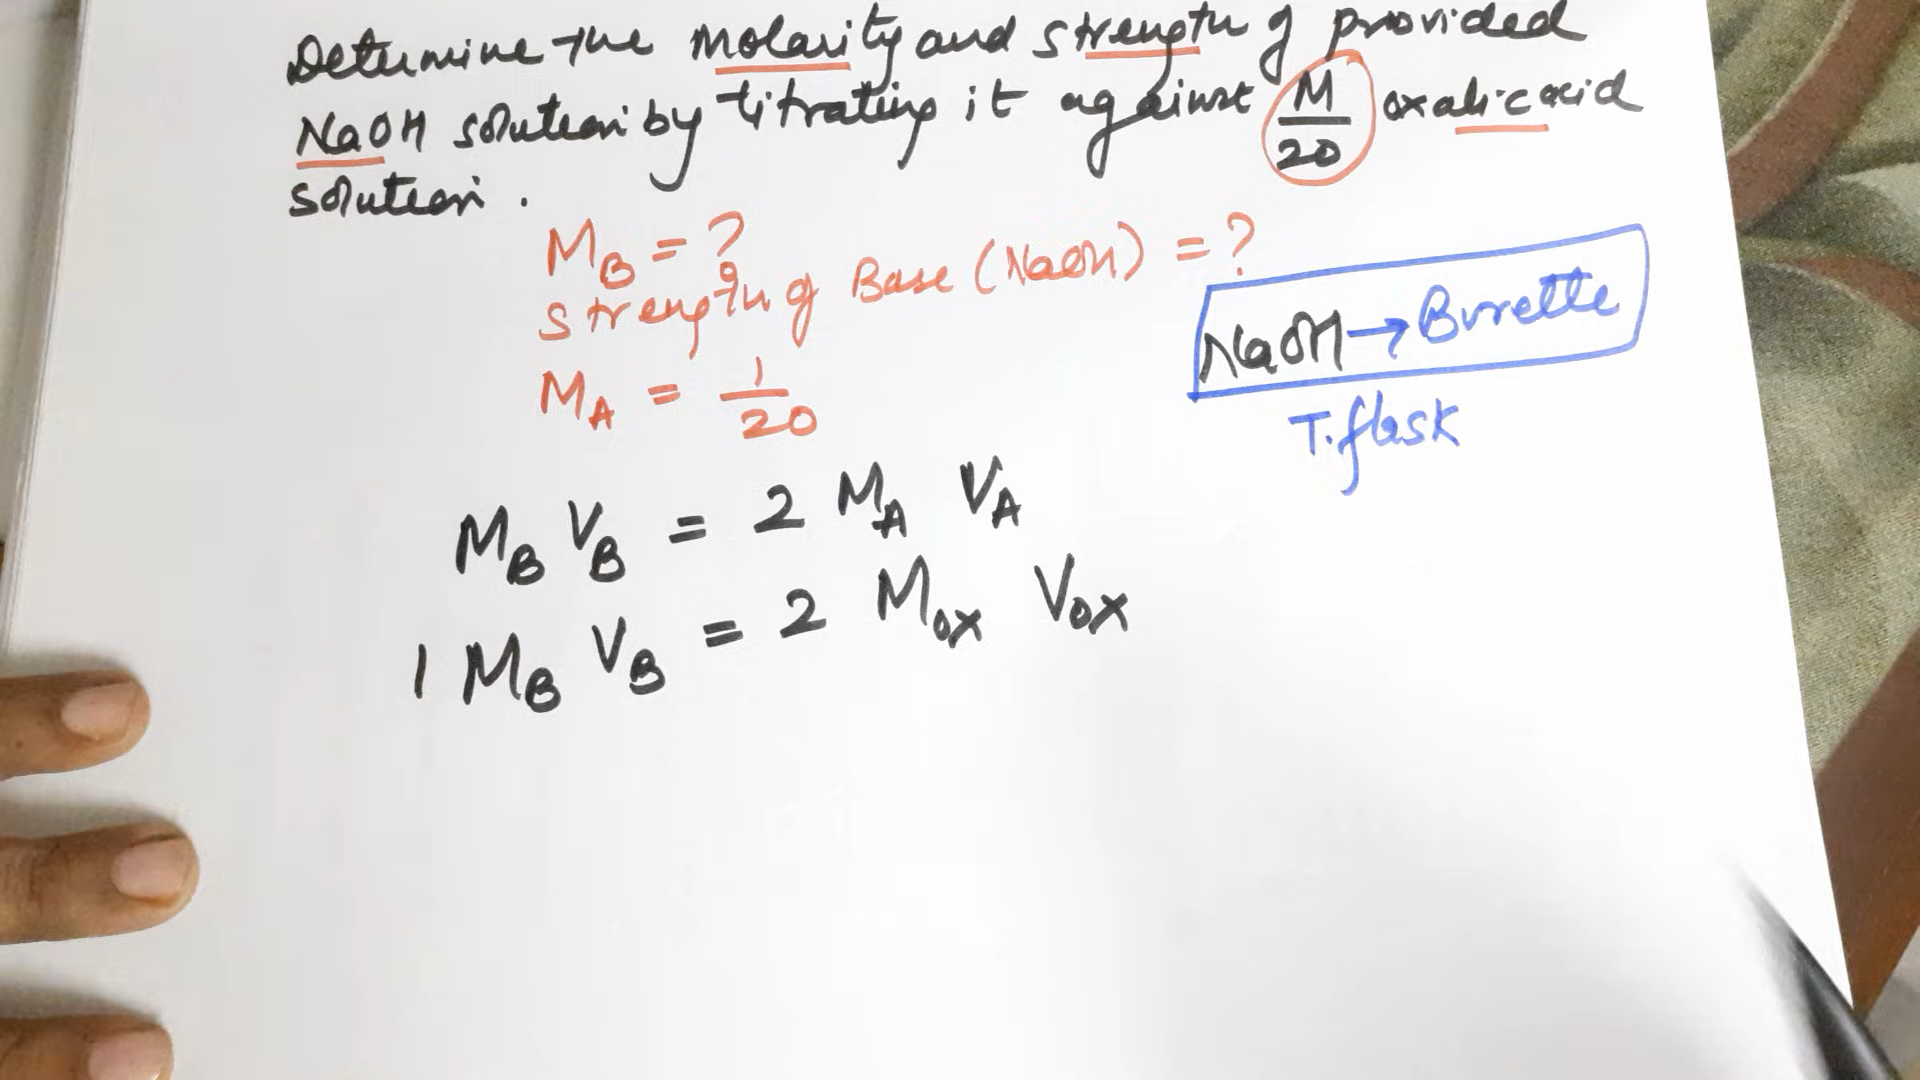 Determine the Molarity and strength of provided
NaOH solution by titrating it against M/20 oxalic acid
solution.
M_B = ?
Strength of Base (NaOH) = ?
NaOH → Burette
M_A = 1/20
T. flask
M_B V_B = 2 M_A V_A
1 M_B V_B = 2 M_ox V_ox